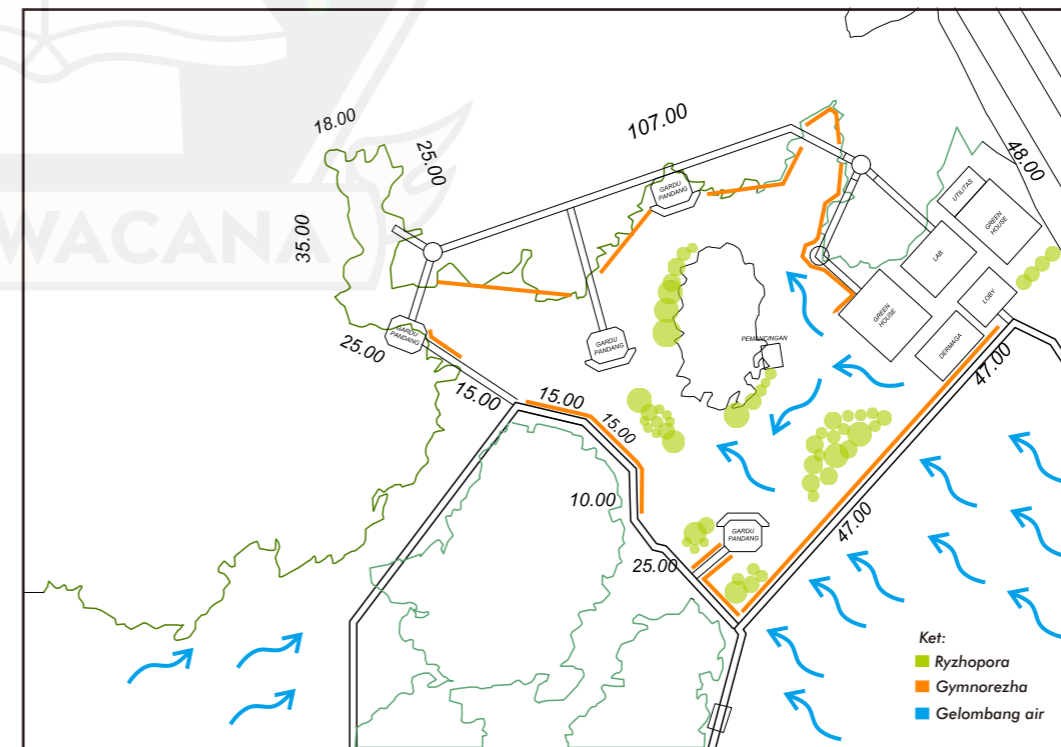 WACANA
18.00
25.00
107.00
48.00
35.00
GARDU
PANDANG
UTILITAS
GREEN
HOUSE
LAB
LOBY
GREEN
HOUSE
DERMAGA
GARDU
PANDANG
GARDU
PANDANG
PEMANCINGAN
25.00
15.00
15.00
15.00
47.00
10.00
47.00
GARDU
PANDANG
25.00
Ket:
Ryzhopora
Gymnorezha
Gelombang air